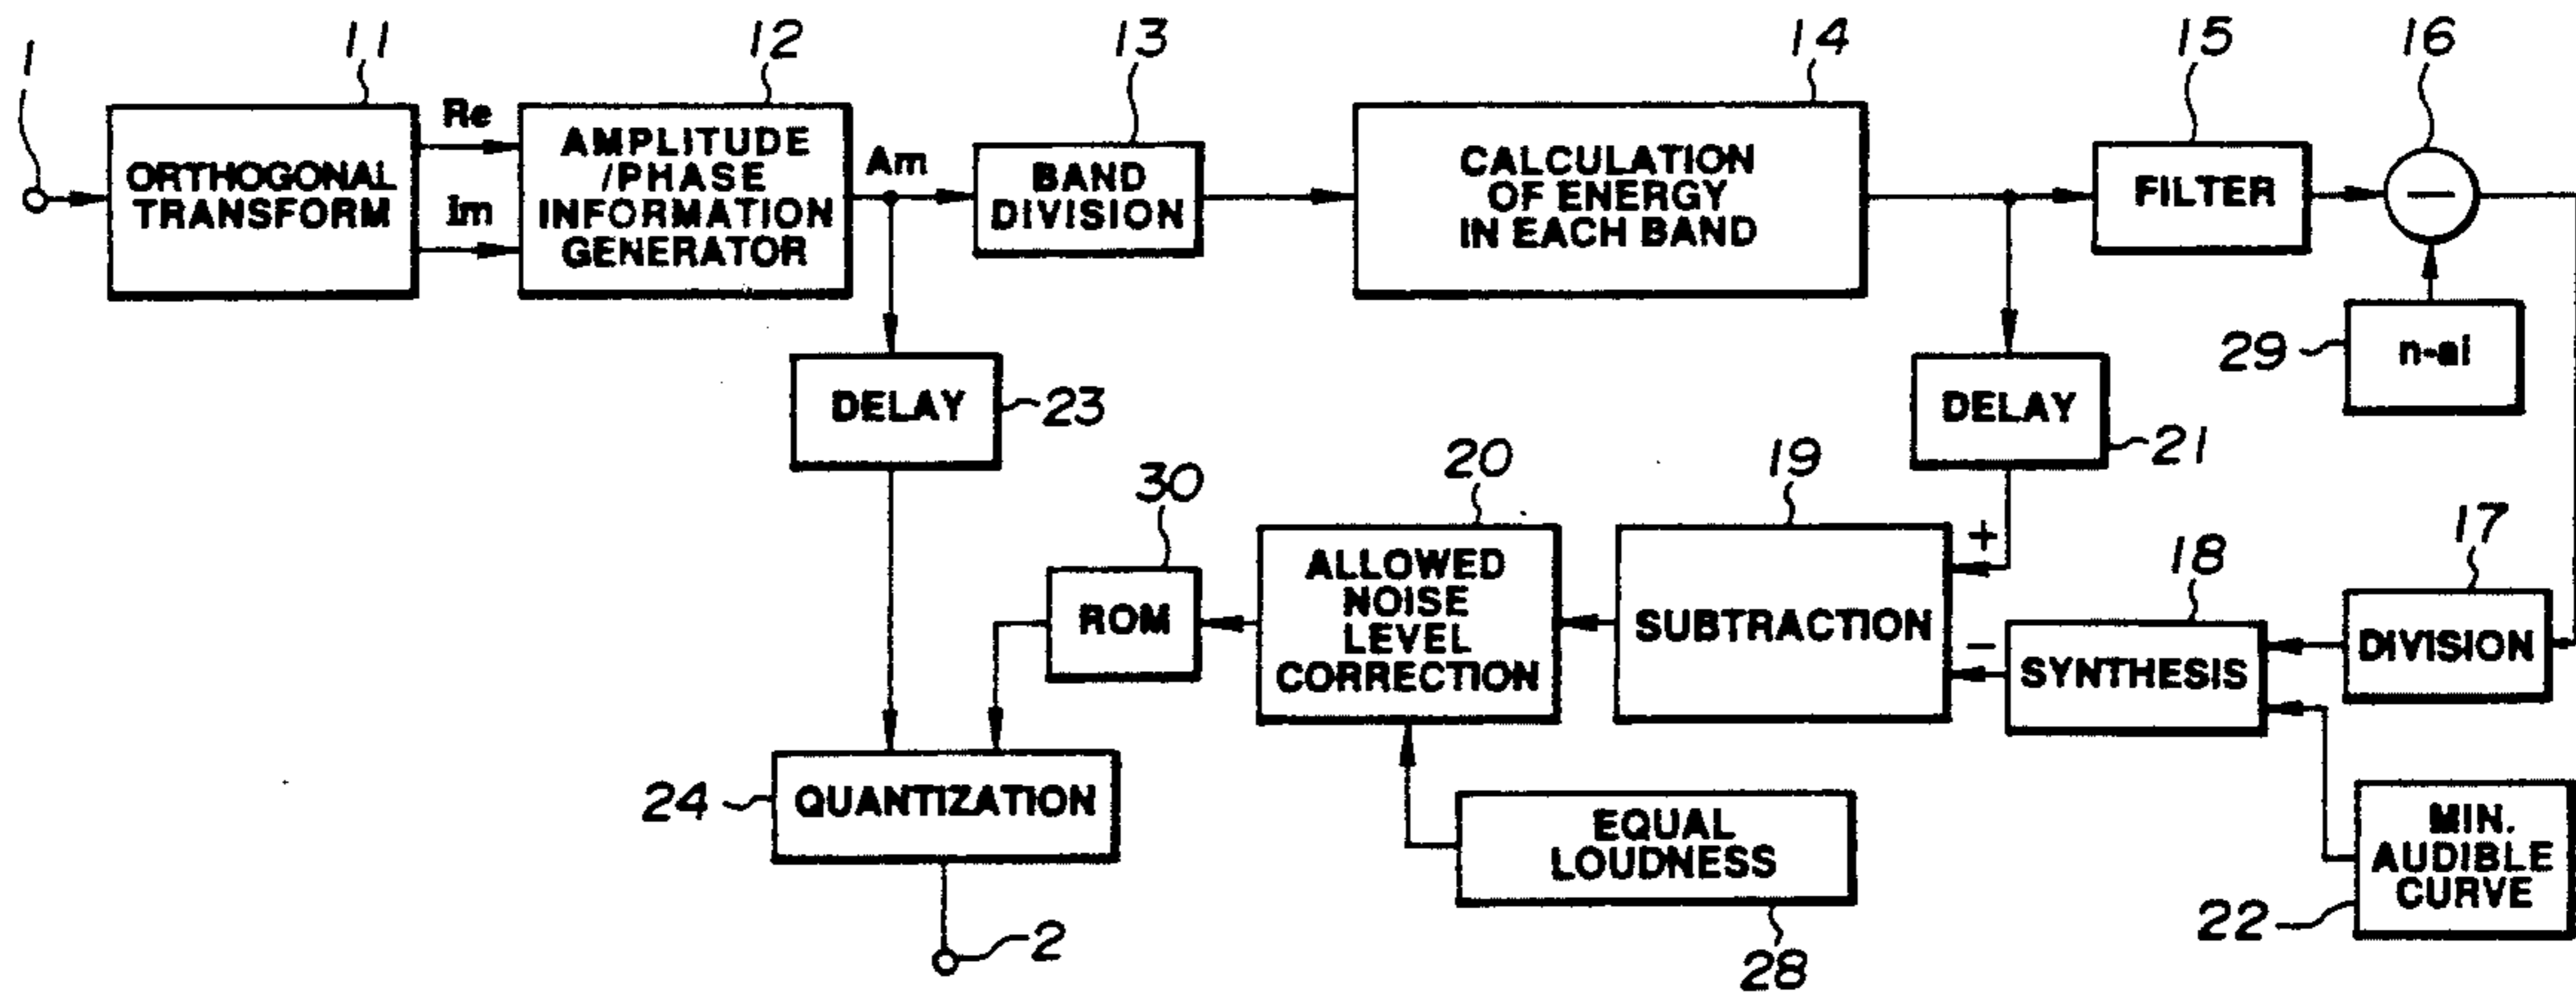 1
11
12
13
14
15
16
Re
Im
ORTHOGONAL
TRANSFORM
AMPLITUDE
/PHASE
INFORMATION
GENERATOR
Am
BAND
DIVISION
CALCULATION
OF ENERGY
IN EACH BAND
FILTER
−
29
n-ai
DELAY
23
DELAY
21
30
20
19
18
17
ROM
ALLOWED
NOISE
LEVEL
CORRECTION
SUBTRACTION
+
−
SYNTHESIS
DIVISION
24
QUANTIZATION
EQUAL
LOUDNESS
28
MIN.
AUDIBLE
CURVE
22
2